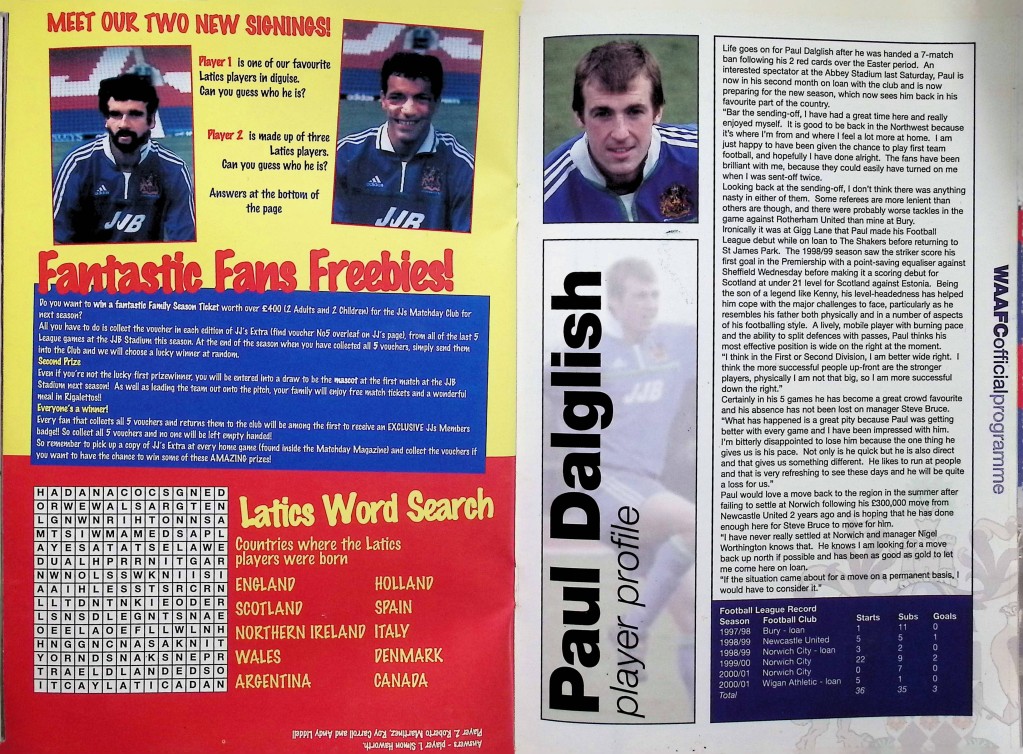 MEET OUR TWO NEW SIGNINGS!
Player 1 is one of our favourite
Latics players in diguise.
Can you guess who he is?
Player 2 is made up of three
Latics players.
Can you guess who he is?
Answers at the bottom of
the page
adidas
JJB
adidas
JJB
Fantastic Fans Freebies!
Do you want to win a fantastic Family Season Ticket worth over £400 (2 Adults and 2 Children) for the JJs Matchday Club for
next season?
All you have to do is collect the voucher in each edition of JJ's Extra (find voucher No5 overleaf on JJ's page), from all of the last 5
League games at the JJB Stadium this season. At the end of the season when you have collected all 5 vouchers, simply send them
into the Club and we will choose a lucky winner at random.
Second Prize
Even if you're not the lucky first prizewinner, you will be entered into a draw to be the mascot at the first match at the JJB
Stadium next season! As well as leading the team out onto the pitch, your family will enjoy free match tickets and a wonderful
meal in Rigalettos!!
Everyone's a winner!
Every fan that collects all 5 vouchers and returns them to the club will be among the first to receive an EXCLUSIVE JJs Members
badge!! So collect all 5 vouchers and no one will be left empty handed!
So remember to pick up a copy of JJ's Extra at every home game (found inside the Matchday Magazine) and collect the vouchers if
you want to have the chance to win some of these AMAZING prizes!
H A D A N A C O C S G N E D
O R W E W A L S A R G T E N
L G N W N R I H T O N N S A
M T S I W M A M E D S A P L
A Y E S A T A T S E L A W E
D U A L H P R R N I T G A R
N W N O L S S W K N I I S I
A A I H L E S S T S R C R N
L L T D N T N K I E O D E R
L S N S D L E G N T S N A E
O E E L A O E F L L W L N H
H N G G N C N A S A K N I T
Y O R N D S N A K S N E P R
T R A E L D L A N D E D S O
I T C A Y L A T I C A D A N
Latics Word Search
Countries where the Latics
players were born
ENGLAND HOLLAND
SCOTLAND SPAIN
NORTHERN IRELAND ITALY
WALES DENMARK
ARGENTINA CANADA
Answers - player 1. Simon Haworth.
Player 2. Roberto Martinez, Roy Carroll and Andy Liddell
JJB
Paul Dalglish
player profile
Life goes on for Paul Dalglish after he was handed a 7-match
ban following his 2 red cards over the Easter period. An
interested spectator at the Abbey Stadium last Saturday, Paul is
now in his second month on loan with the club and is now
preparing for the new season, which now sees him back in his
favourite part of the country.
"Bar the sending-off, I have had a great time here and really
enjoyed myself. It is good to be back in the Northwest because
it's where I'm from and where I feel a lot more at home. I am
just happy to have been given the chance to play first team
football, and hopefully I have done alright. The fans have been
brilliant with me, because they could easily have turned on me
when I was sent-off twice.
Looking back at the sending-off, I don't think there was anything
nasty in either of them. Some referees are more lenient than
others are though, and there were probably worse tackles in the
game against Rotherham United than mine at Bury.
Ironically it was at Gigg Lane that Paul made his Football
League debut while on loan to The Shakers before returning to
St James Park. The 1998/99 season saw the striker score his
first goal in the Premiership with a point-saving equaliser against
Sheffield Wednesday before making it a scoring debut for
Scotland at under 21 level for Scotland against Estonia. Being
the son of a legend like Kenny, his level-headedness has helped
him cope with the major challenges to face, particularly as he
resembles his father both physically and in a number of aspects
of his footballing style. A lively, mobile player with burning pace
and the ability to split defences with passes, Paul thinks his
most effective position is wide on the right at the moment.
"I think in the First or Second Division, I am better wide right. I
think the more successful people up-front are the stronger
players, physically I am not that big, so I am more successful
down the right."
Certainly in his 5 games he has become a great crowd favourite
and his absence has not been lost on manager Steve Bruce.
"What has happened is a great pity because Paul was getting
better with every game and I have been impressed with him.
I'm bitterly disappointed to lose him because the one thing he
gives us is his pace. Not only is he quick but he is also direct
and that gives us something different. He likes to run at people
and that is very refreshing to see these days and he will be quite
a loss for us."
Paul would love a move back to the region in the summer after
failing to settle at Norwich following his £300,000 move from
Newcastle United 2 years ago and is hoping that he has done
enough here for Steve Bruce to move for him.
"I have never really settled at Norwich and manager Nigel
Worthington knows that. He knows I am looking for a move
back up north if possible and has been as good as gold to let
me come here on loan.
"If the situation came about for a move on a permanent basis, I
would have to consider it."
Football League Record
Season Football Club Starts Subs Goals
1997/98 Bury - loan 1 11 0
1998/99 Newcastle United 5 5 1
1998/99 Norwich City - loan 3 2 0
1999/00 Norwich City 22 9 2
2000/01 Norwich City 0 7 0
2000/01 Wigan Athletic - loan 5 1 0
Total 36 35 3
WAAFCofficialprogramme